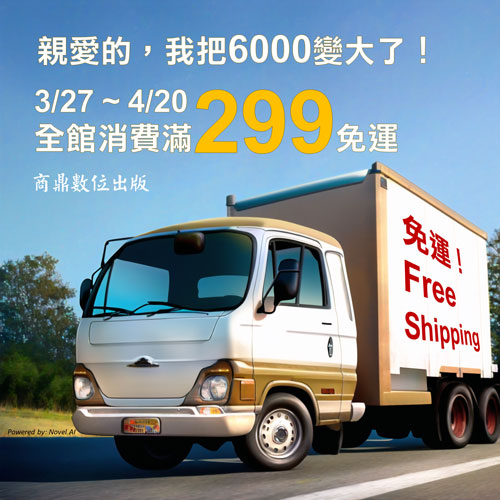 親愛的，我把6000變大了！
3/27 ~ 4/20
全館消費滿299免運
商鼎數位出版
免運！
Free
Shipping
Powered by: Novel AI